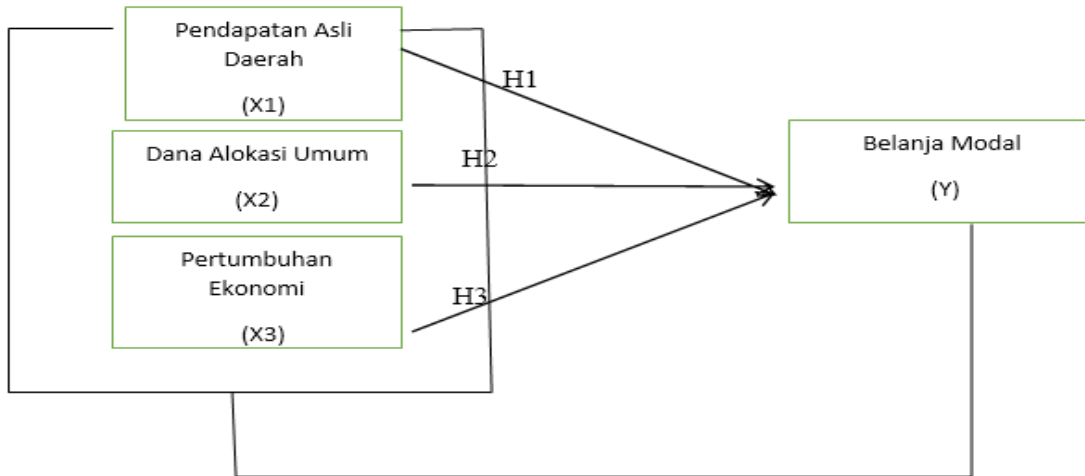 Pendapatan Asli
Daerah
(X1)
H1
Dana Alokasi Umum
(X2)
H2
Belanja Modal
(Y)
Pertumbuhan
Ekonomi
(X3)
H3